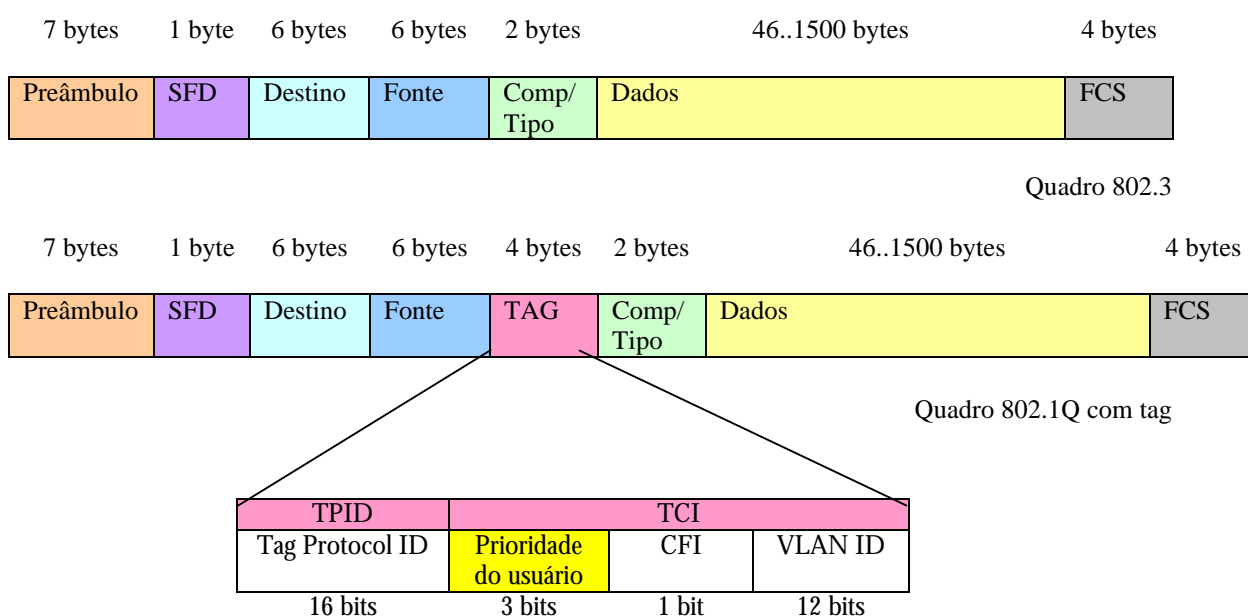 7 bytes 1 byte 6 bytes 6 bytes 2 bytes 46..1500 bytes 4 bytes
Preâmbulo SFD Destino Fonte Comp/ Dados FCS
Tipo
Quadro 802.3
7 bytes 1 byte 6 bytes 6 bytes 4 bytes 2 bytes 46..1500 bytes 4 bytes
Preâmbulo SFD Destino Fonte TAG Comp/ Dados FCS
Tipo
Quadro 802.1Q com tag
TPID TCI
Tag Protocol ID Prioridade CFI VLAN ID
do usuário
16 bits 3 bits 1 bit 12 bits